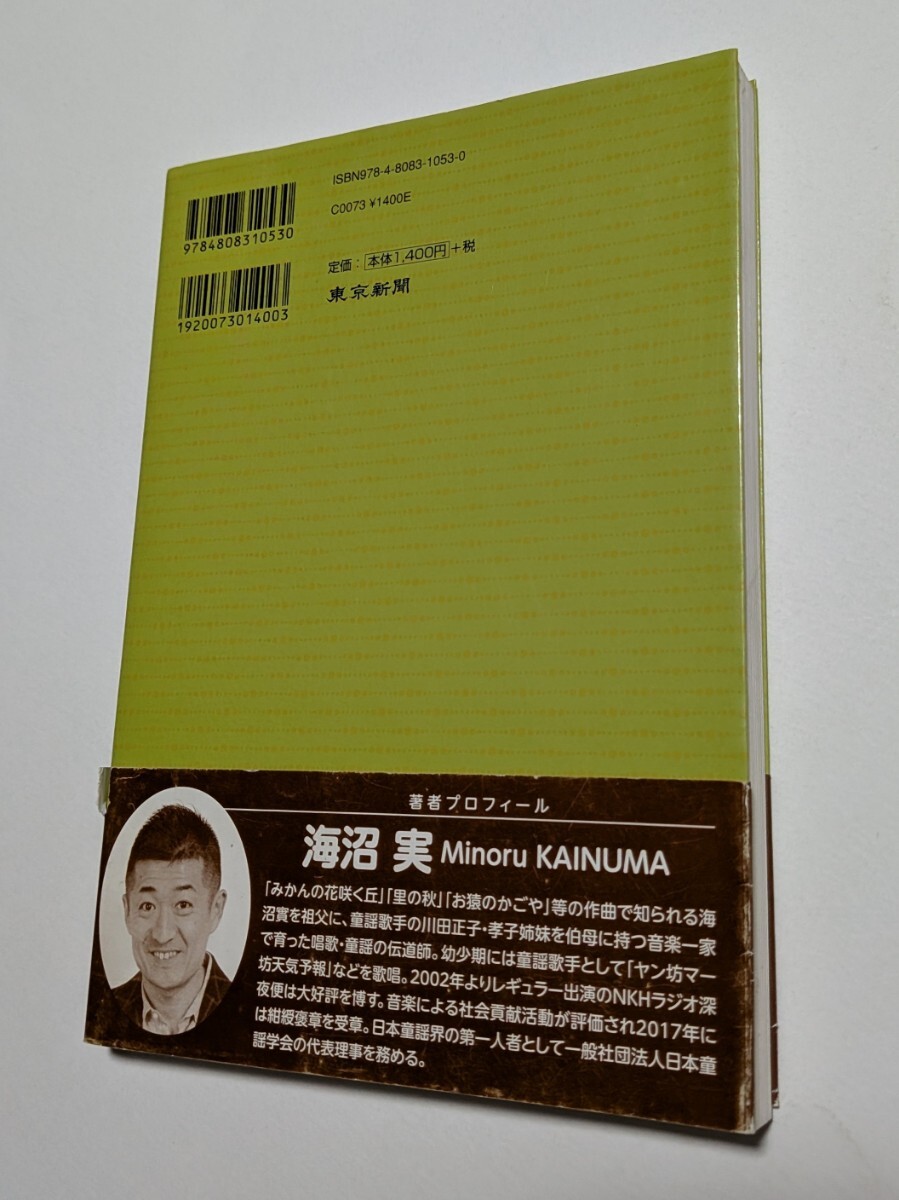 ISBN978-4-8083-1053-0
C0073 ¥1400E
9784808310530
定価：本体1,400円+税
東京新聞
1920073014003
著者プロフィール
海沼 実 Minoru KAINUMA
「みかんの花咲く丘」「里の秋」「お猿のかごや」等の作曲で知られる海
沼實を祖父に、童謡歌手の川田正子・孝子姉妹を伯母に持つ音楽一家
で育った唱歌・童謡の伝道師。幼少期には童謡歌手として「ヤン坊マー
坊天気予報」などを歌唱。2002年よりレギュラー出演のNKHラジオ深
夜便は大好評を博す。音楽による社会貢献活動が評価され2017年に
は紺綬褒章を受章。日本童謡界の第一人者として一般社団法人日本童
謡学会の代表理事を務める。